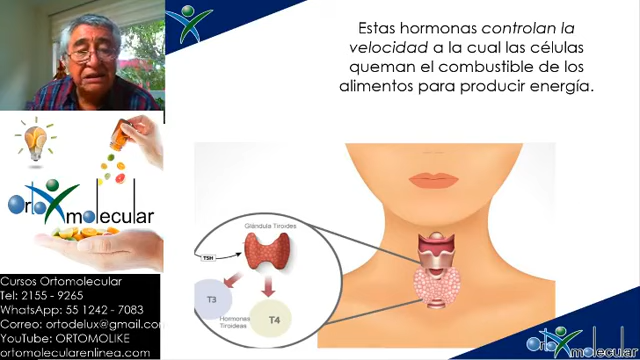 Estas hormonas controlan la
velocidad a la cual las células
queman el combustible de los
alimentos para producir energía.
Glándula Tiroides
TSH
T3
T4
Hormonas
Tiroideas
Ortomolecular
Cursos Ortomolecular
Tel: 2155 - 9265
WhatsApp: 55 1242 - 7083
Correo: ortodelux@gmail.com
YouTube: ORTOMOLIKE
ortomolecularenlinea.com
Ortomolecular